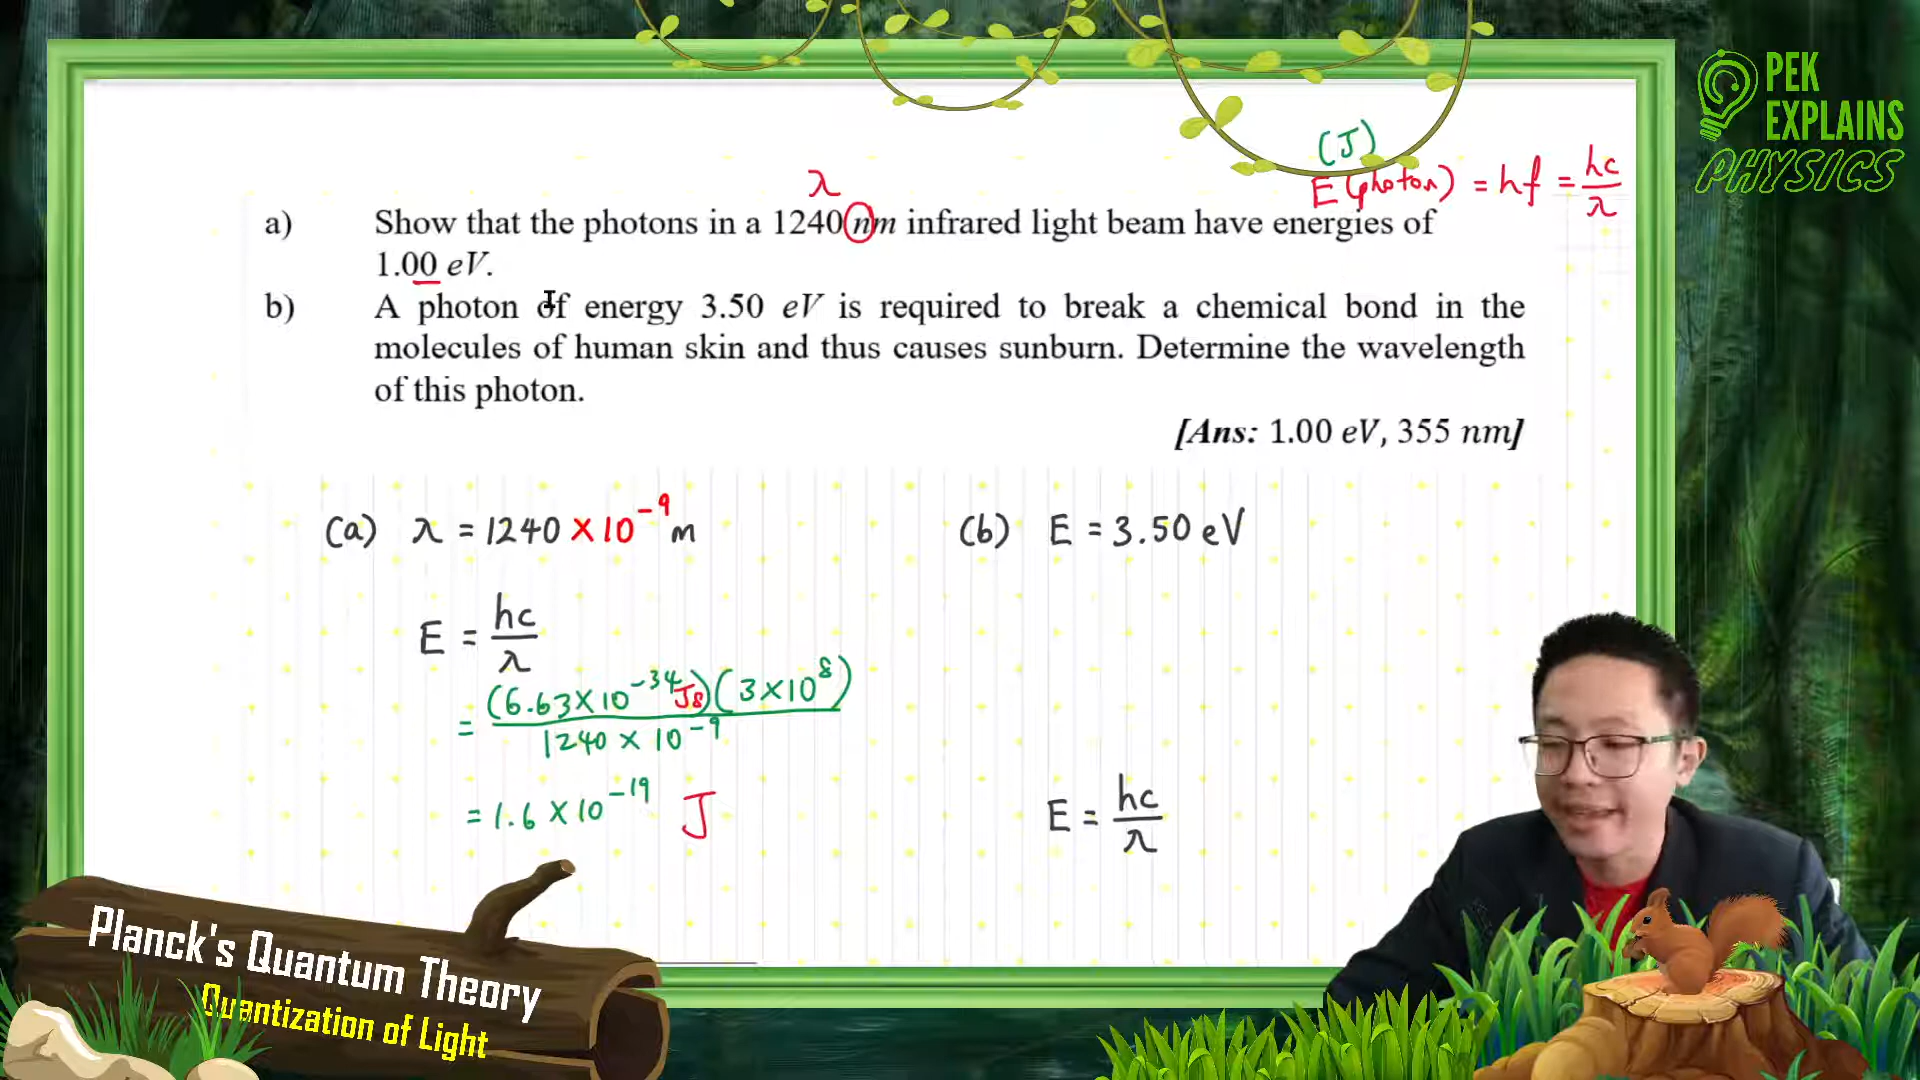 PEK
EXPLAINS
PHYSICS
(J)
E (photon) = hf = hc/λ
λ
a) Show that the photons in a 1240 nm infrared light beam have energies of
1.00 eV.
b) A photon of energy 3.50 eV is required to break a chemical bond in the
molecules of human skin and thus causes sunburn. Determine the wavelength
of this photon.
[Ans: 1.00 eV, 355 nm]
(a) λ = 1240 × 10⁻⁹ m
E = hc/λ
= (6.63×10⁻³⁴Js)(3×10⁸)/1240 × 10⁻⁹
= 1.6 × 10⁻¹⁹ J
(b) E = 3.50 eV
E = hc/λ
Planck's Quantum Theory
Quantization of Light